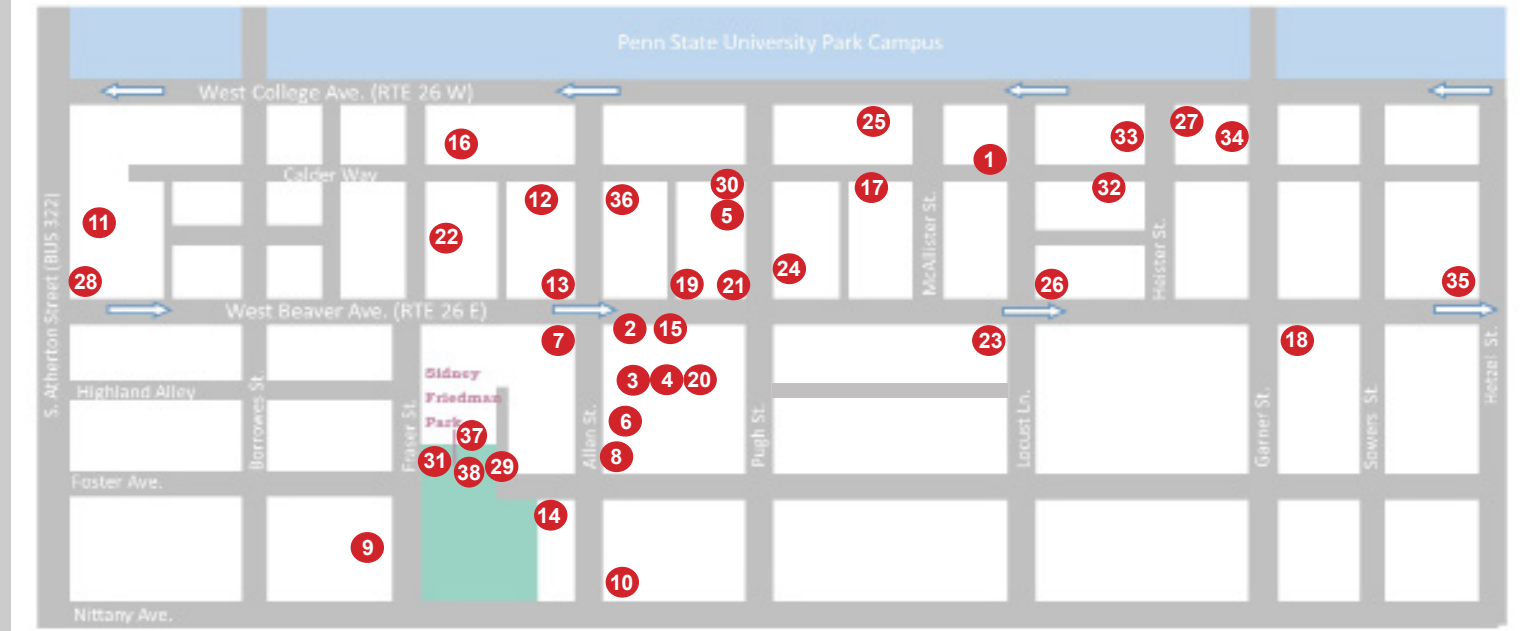 Penn State University Park Campus
West College Ave. (RTE 26 W)
25
27
16
33
34
1
Calder Way
30
17
32
12
36
5
11
22
S. Atherton Street (BUS 322)
McAllister St.
Heister St.
24
28
13
19
21
26
35
West Beaver Ave. (RTE 26 E)
2
15
7
23
18
Sidney
Friedman
Park
3
4
20
Highland Alley
6
37
Borrowes St.
Fraser St.
Allen St.
Pugh St.
Locust Ln.
Garner St.
Sowers St.
Hetzel St.
31
38
29
8
Foster Ave.
14
9
10
Nittany Ave.